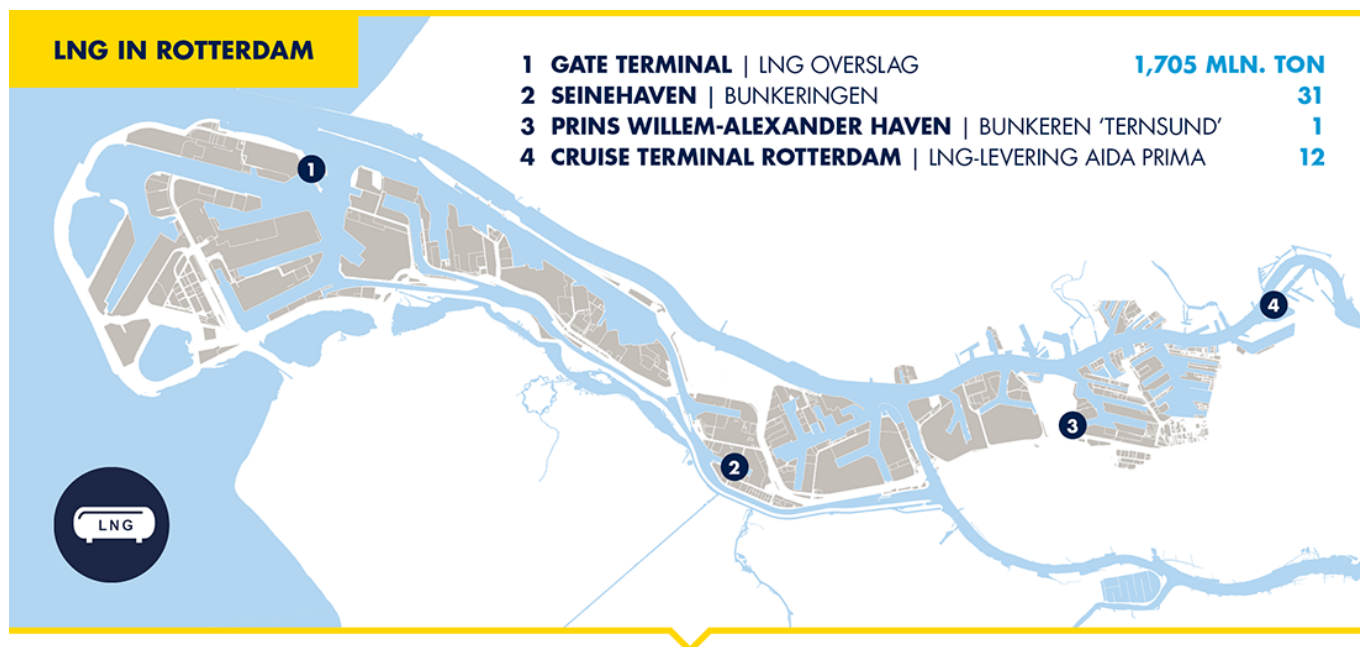 LNG IN ROTTERDAM
1 GATE TERMINAL | LNG OVERSLAG 1,705 MLN. TON
2 SEINEHAVEN | BUNKERINGEN 31
3 PRINS WILLEM-ALEXANDER HAVEN | BUNKEREN ‘TERNSUND’ 1
4 CRUISE TERMINAL ROTTERDAM | LNG-LEVERING AIDA PRIMA 12
1
4
3
2
LNG